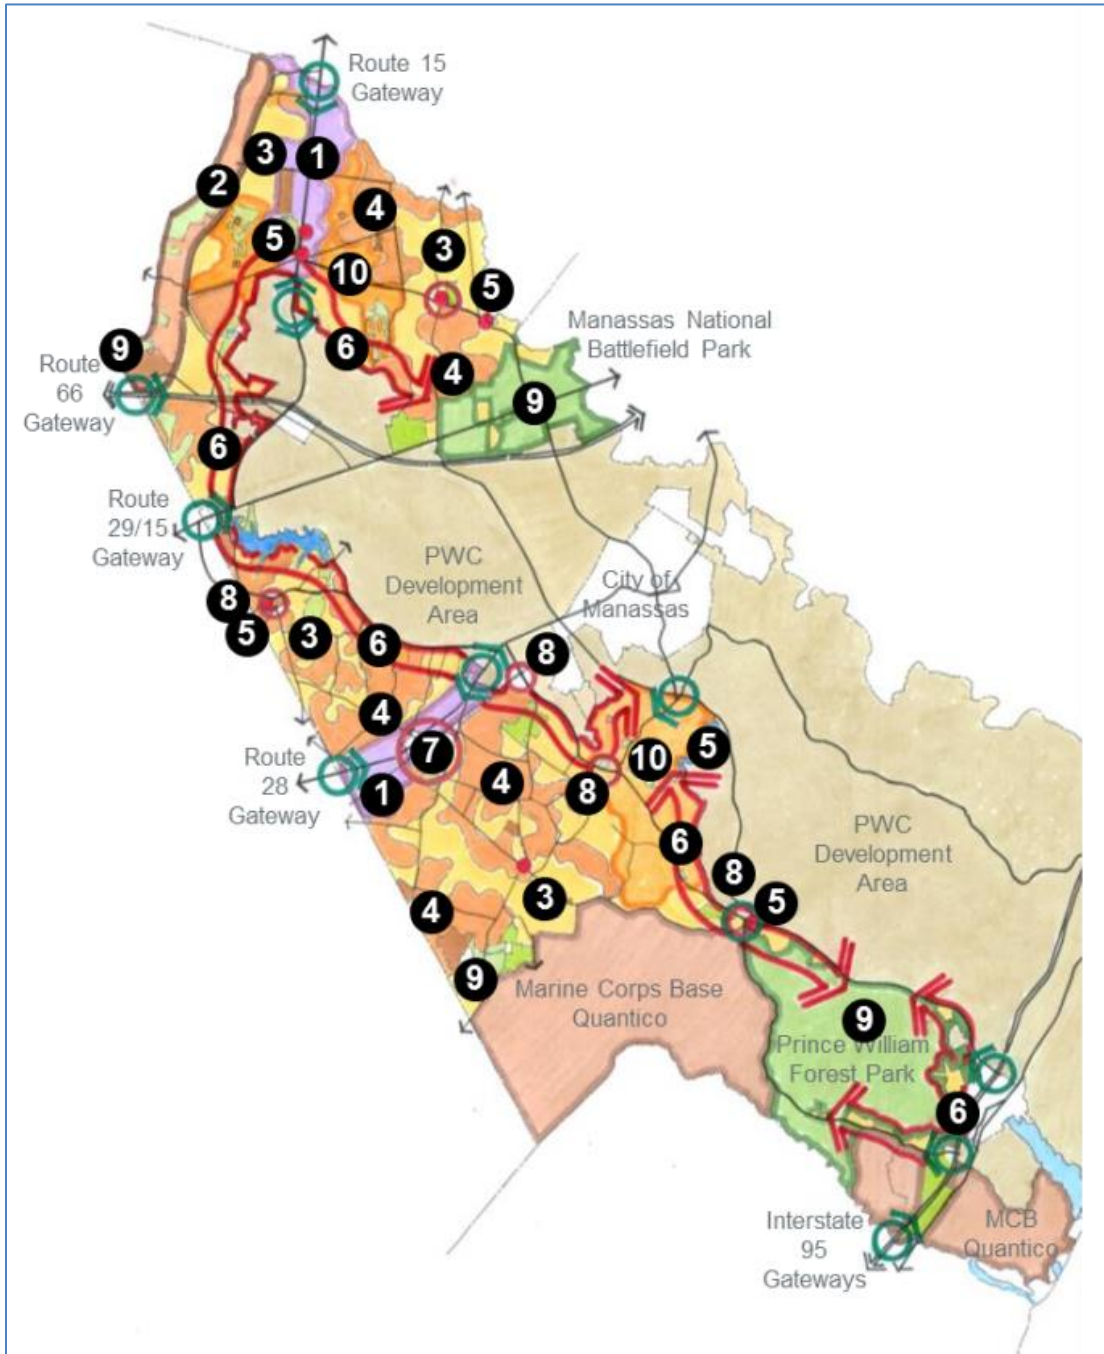 Route 15
Gateway
3
1
2
4
5
3
10
5
Manassas National
Battlefield Park
6
9
Route
66
Gateway
4
9
6
Route
29/15
Gateway
PWC
Development
Area
City of
Manassas
8
5
3
6
8
4
7
10
5
Route
28
Gateway
1
4
8
6
PWC
Development
Area
8
4
3
5
9
Marine Corps Base
Quantico
9
Prince William
Forest Park
6
Interstate
95
Gateways
MCB
Quantico